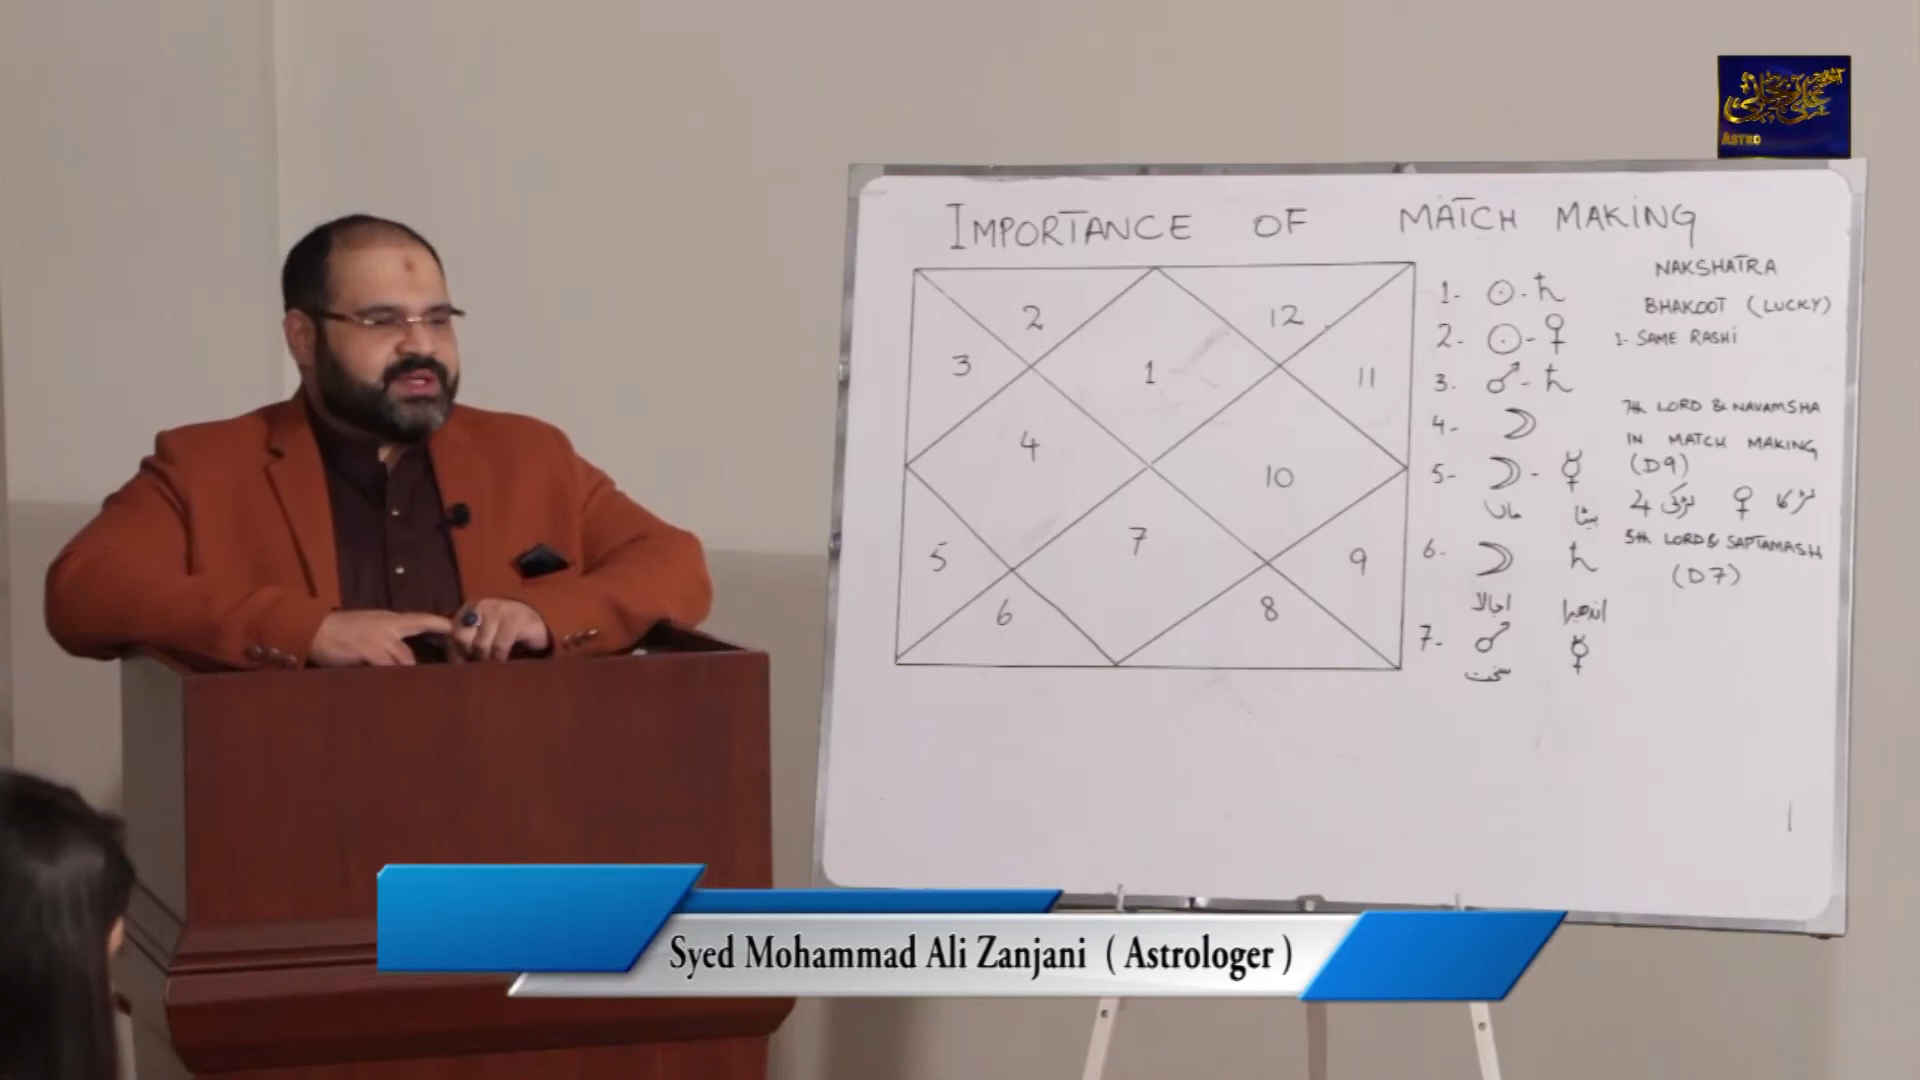 ASTRO
IMPORTANCE OF MATCH MAKING
2
12
3
1
11
4
10
5
7
9
6
8
1- ☉ - ♄
2- ☉ - ♀
3- ♂ - ♄
4- ☽
5- ☽ - ☿
ماں بیٹا
6- ☽ ♄
اجالا اندھیرا
7- ♂ ☿
سخت
NAKSHATRA
BHAKOOT (LUCKY)
1- SAME RASHI
7th LORD & NAVAMSHA
IN MATCH MAKING
(D9)
لڑکا ♀ لڑکی ♃
5th LORD & SAPTAMASH
(D7)
Syed Mohammad Ali Zanjani ( Astrologer )